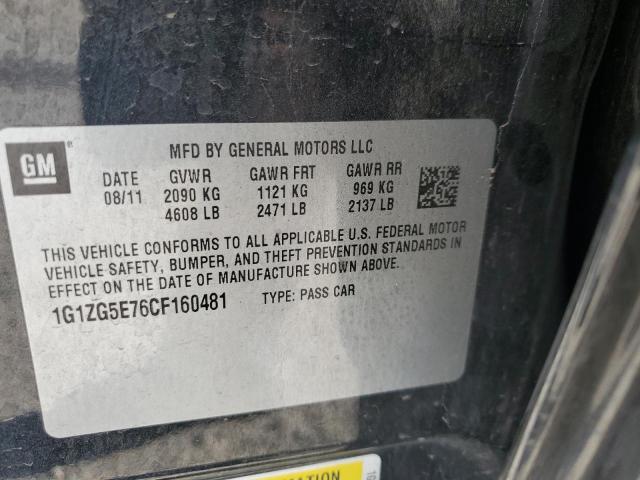 GM
MFD BY GENERAL MOTORS LLC
DATE GVWR GAWR FRT GAWR RR
08/11 2090 KG 1121 KG 969 KG
4608 LB 2471 LB 2137 LB
THIS VEHICLE CONFORMS TO ALL APPLICABLE U.S. FEDERAL MOTOR
VEHICLE SAFETY, BUMPER, AND THEFT PREVENTION STANDARDS IN
EFFECT ON THE DATE OF MANUFACTURE SHOWN ABOVE.
1G1ZG5E76CF160481 TYPE: PASS CAR